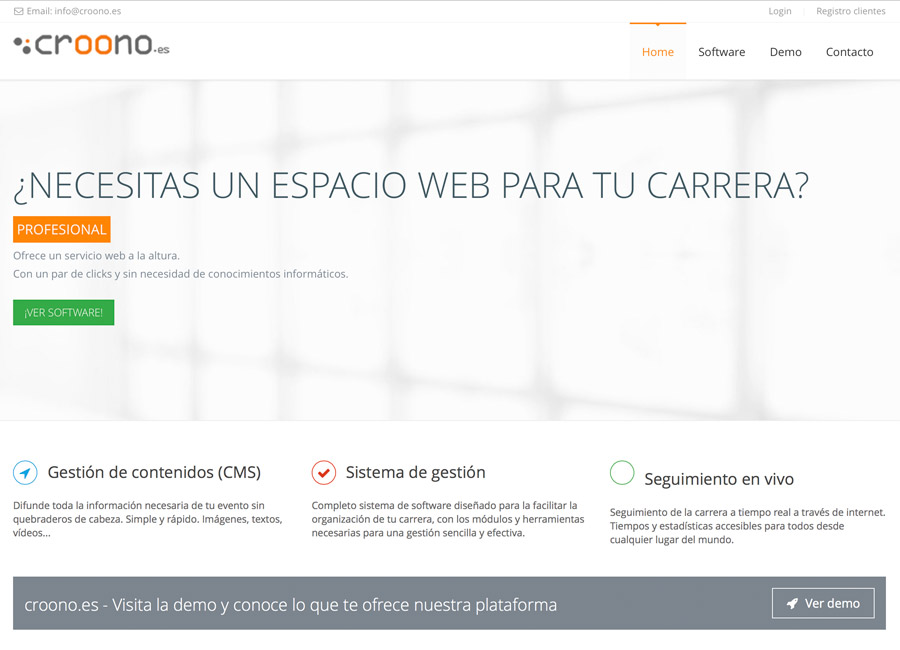 Email: info@croono.es
Login
Registro clientes
croono.es
Home
Software
Demo
Contacto
¿NECESITAS UN ESPACIO WEB PARA TU CARRERA?
PROFESIONAL
Ofrece un servicio web a la altura.
Con un par de clicks y sin necesidad de conocimientos informáticos.
¡VER SOFTWARE!
Gestión de contenidos (CMS)
Difunde toda la información necesaria de tu evento sin
quebraderos de cabeza. Simple y rápido. Imágenes, textos,
vídeos...
Sistema de gestión
Completo sistema de software diseñado para la facilitar la
organización de tu carrera, con los módulos y herramientas
necesarias para una gestión sencilla y efectiva.
Seguimiento en vivo
Seguimiento de la carrera a tiempo real a través de internet.
Tiempos y estadísticas accesibles para todos desde
cualquier lugar del mundo.
croono.es - Visita la demo y conoce lo que te ofrece nuestra plataforma
Ver demo